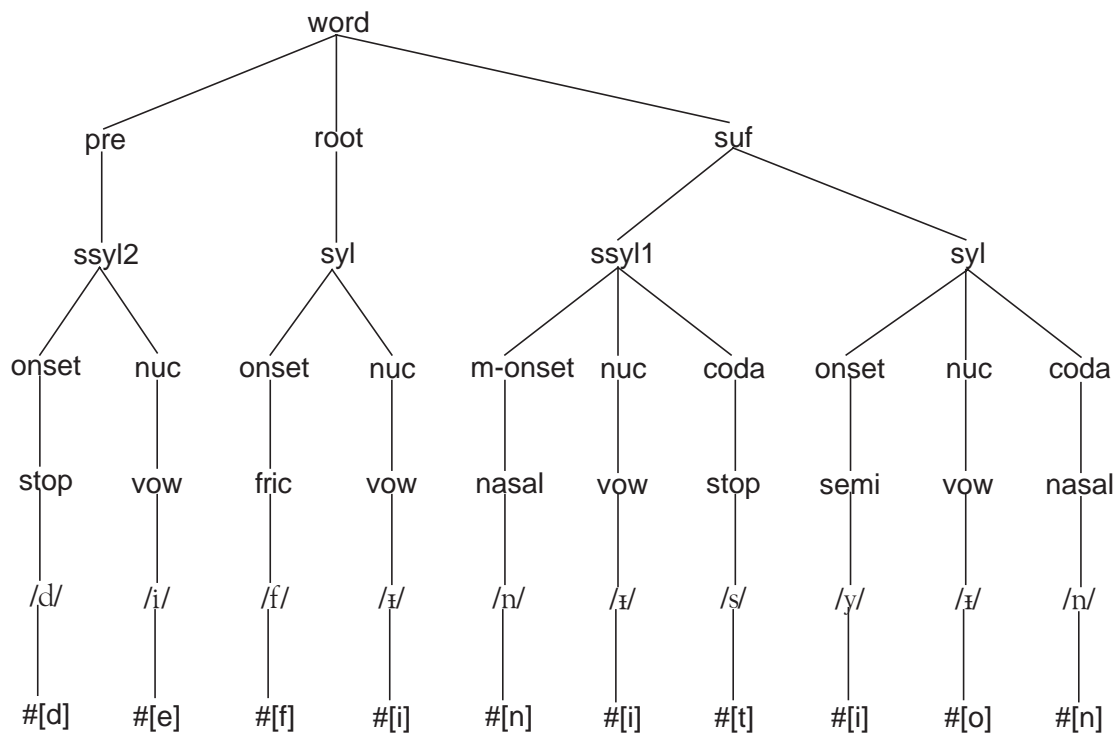 word
pre root suf
ssyl2 syl ssyl1 syl
onset nuc onset nuc m-onset nuc coda onset nuc coda
stop vow fric vow nasal vow stop semi vow nasal
/d/ /i/ /f/ /ɪ/ /n/ /ɪ/ /s/ /y/ /ɪ/ /n/
#[d] #[e] #[f] #[i] #[n] #[i] #[t] #[i] #[o] #[n]